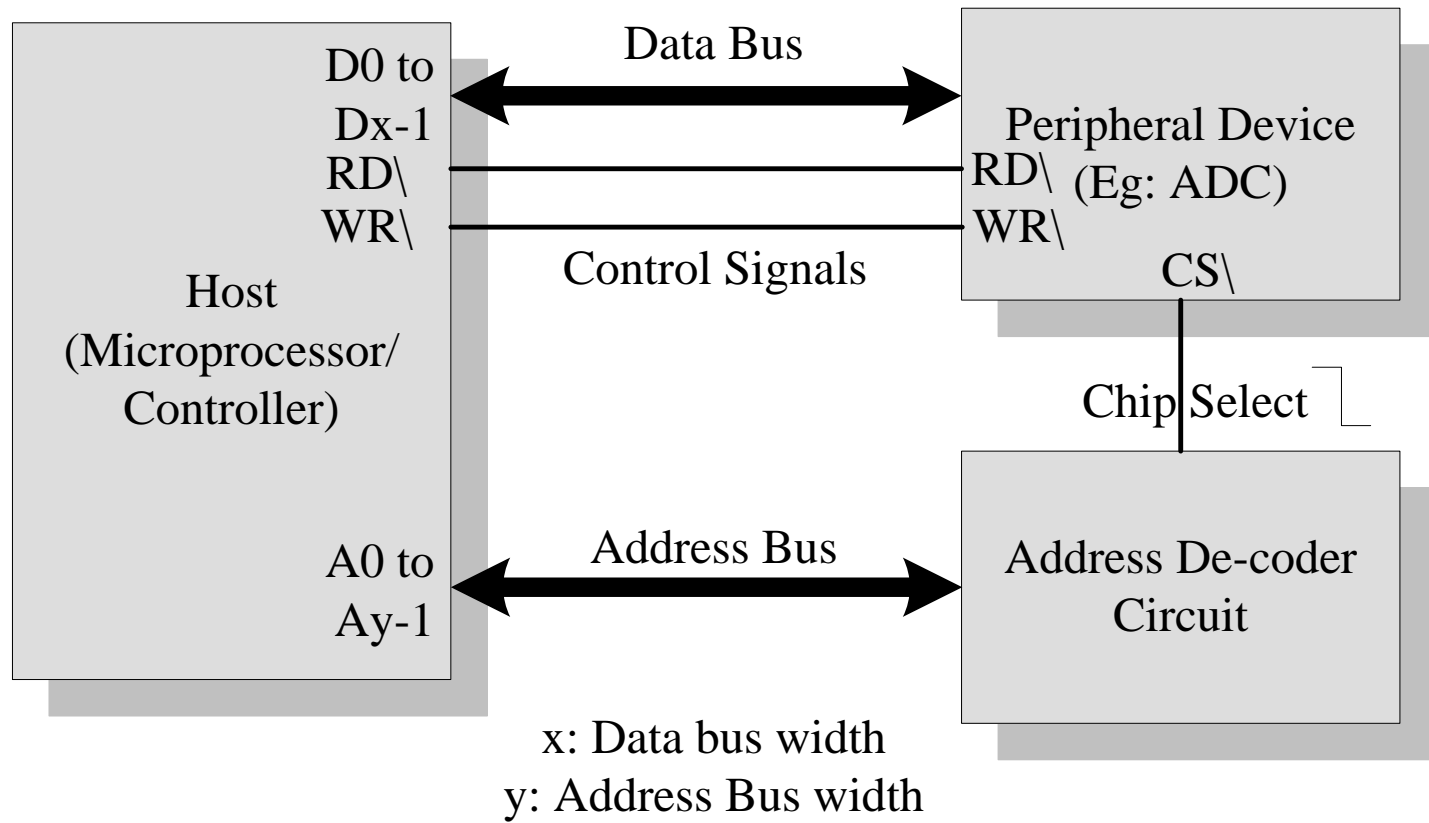 D0 to
Dx-1
RD\
WR\
Host
(Microprocessor/
Controller)
A0 to
Ay-1
Data Bus
Control Signals
Address Bus
Peripheral Device
(Eg: ADC)
RD\
WR\
CS\
Chip Select
Address De-coder
Circuit
x: Data bus width
y: Address Bus width